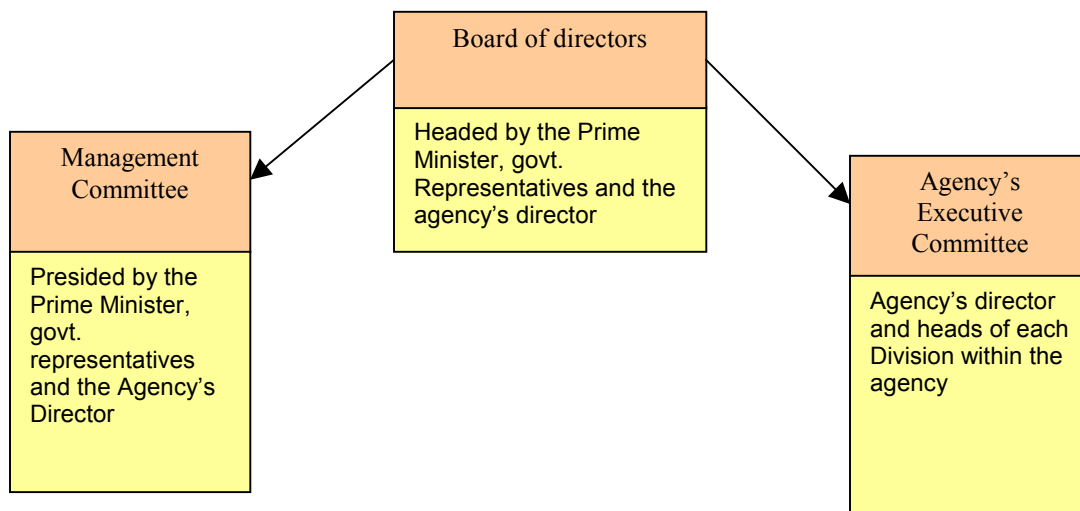 Board of directors
Headed by the Prime
Minister, govt.
Representatives and the
agency’s director
Management
Committee
Presided by the
Prime Minister,
govt.
representatives
and the Agency’s
Director
Agency’s
Executive
Committee
Agency’s director
and heads of each
Division within the
agency